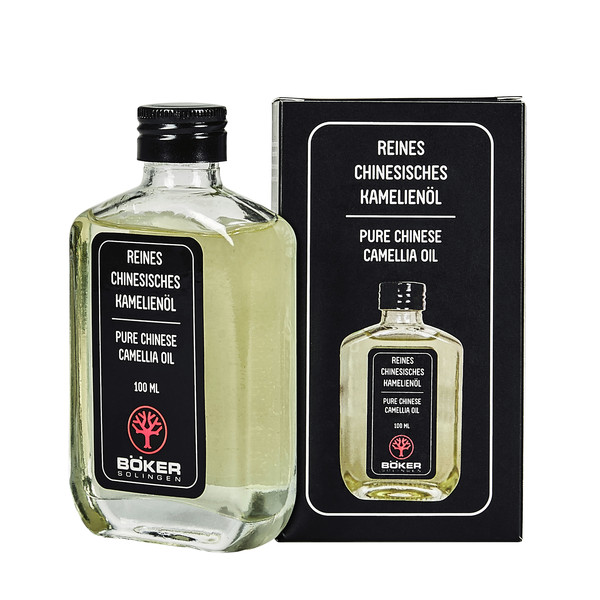 REINES
CHINESISCHES
KAMELIENÖL
PURE CHINESE
CAMELLIA OIL
100 ML
BÖKER
SOLINGEN
REINES
CHINESISCHES
KAMELIENÖL
PURE CHINESE
CAMELLIA OIL
REINES
CHINESISCHES
KAMELIENÖL
PURE CHINESE
CAMELLIA OIL
100 ML
BÖKER
SOLINGEN